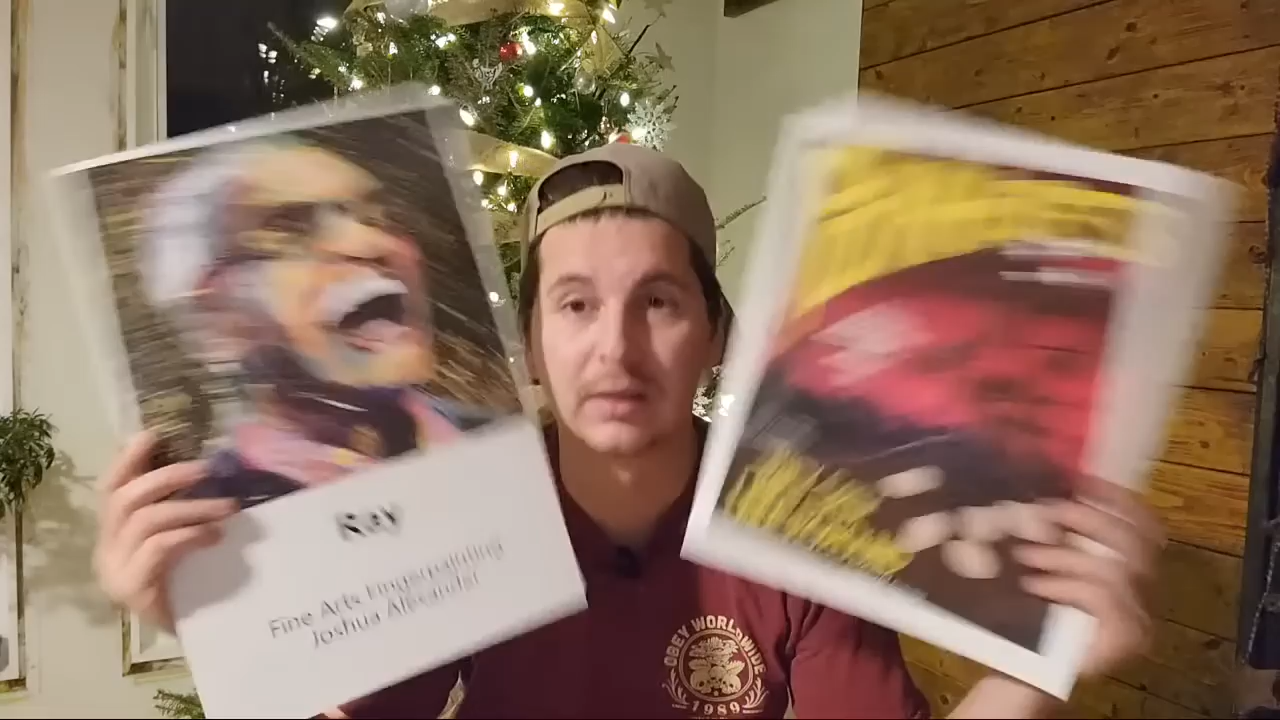 Ray
Fine Arts Fingerpainting
Joshua Alexander
OBEY WORLDWIDE
1989